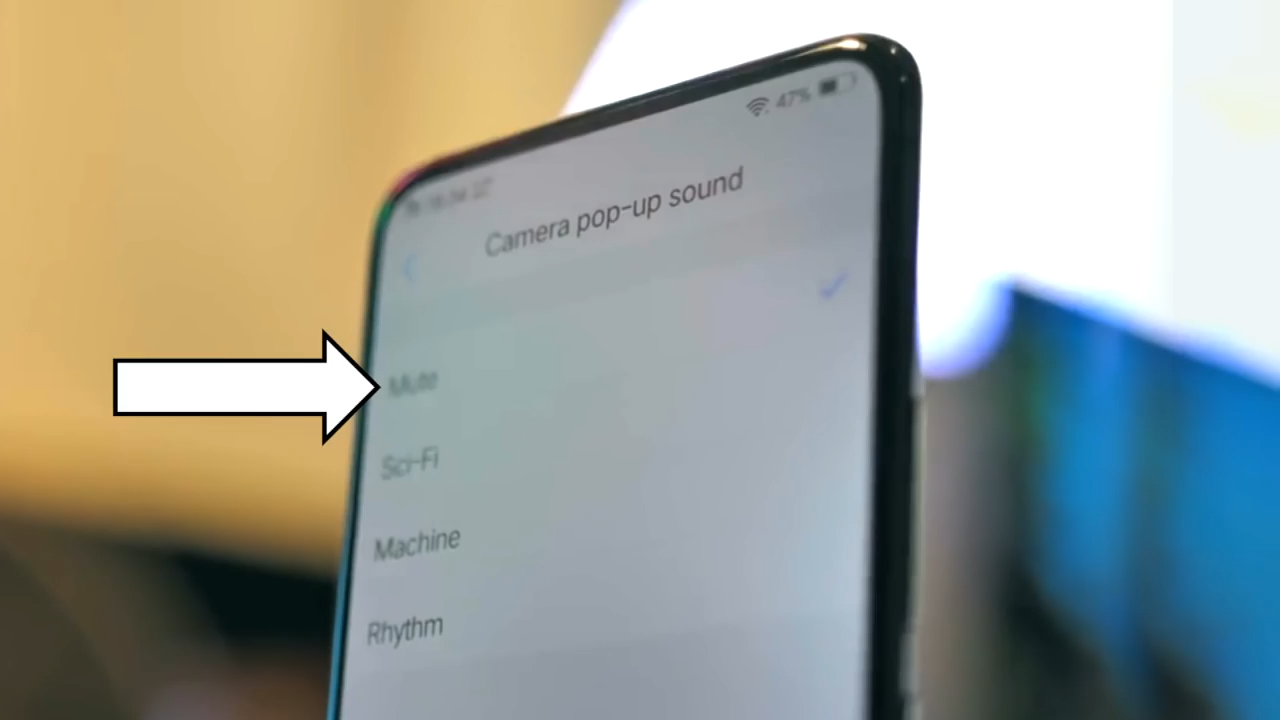 47%
Camera pop-up sound
Mute
Sci-Fi
Machine
Rhythm